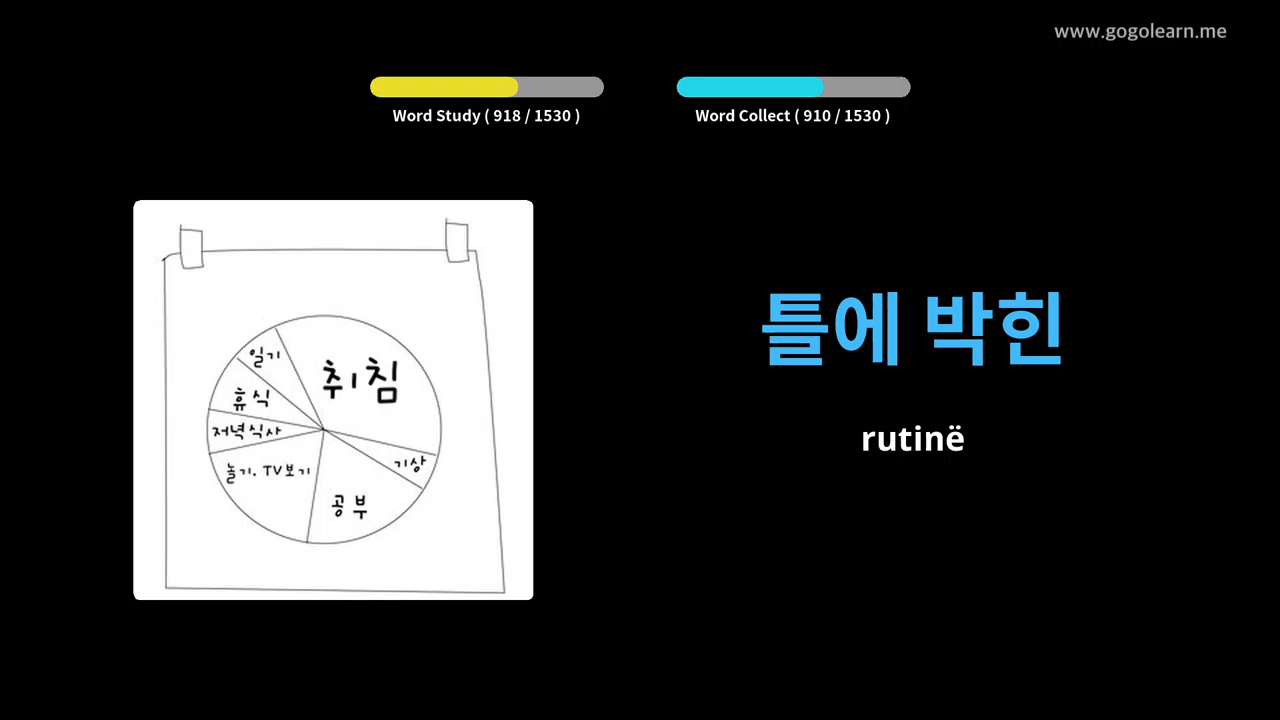 www.gogolearn.me
Word Study ( 918 / 1530 )
Word Collect ( 910 / 1530 )
일기
취침
휴식
저녁식사
기상
놀기. TV보기
공부
틀에 박힌
rutinë